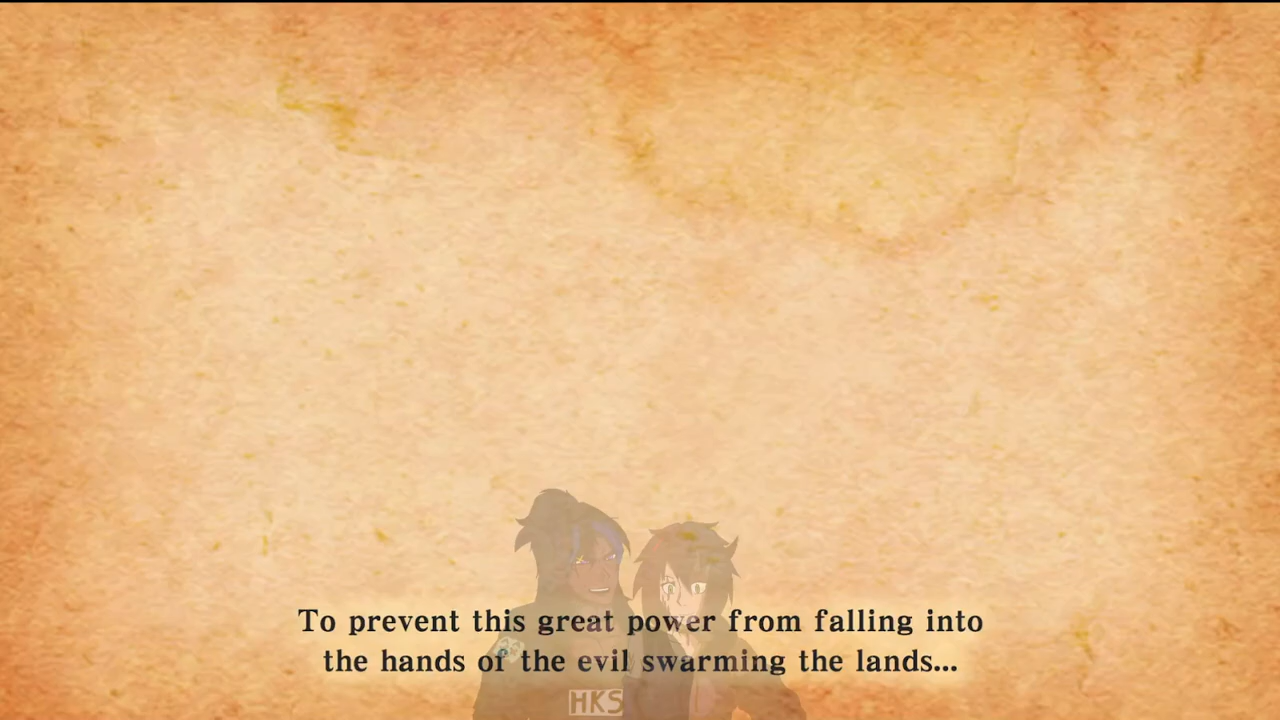 To prevent this great power from falling into
the hands of the evil swarming the lands...
HKS